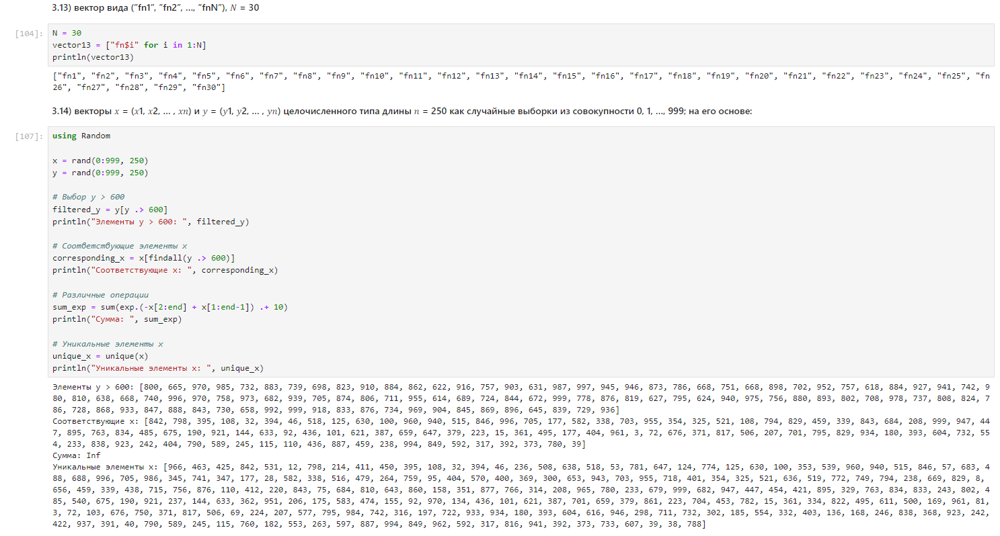 3.13) вектор вида ("fn1", "fn2", ..., "fnN"), N = 30
[104]: N = 30
vector13 = ["fn$i" for i in 1:N]
println(vector13)
["fn1", "fn2", "fn3", "fn4", "fn5", "fn6", "fn7", "fn8", "fn9", "fn10", "fn11", "fn12", "fn13", "fn14", "fn15", "fn16", "fn17", "fn18", "fn19", "fn20", "fn21", "fn22", "fn23", "fn24", "fn25", "fn
26", "fn27", "fn28", "fn29", "fn30"]
3.14) векторы x = (x1, x2, ... , xn) и y = (y1, y2, ... , yn) целочисленного типа длины n = 250 как случайные выборки из совокупности 0, 1, ..., 999; на его основе:
[107]: using Random
x = rand(0:999, 250)
y = rand(0:999, 250)
# Выбор y > 600
filtered_y = y[y .> 600]
println("Элементы y > 600: ", filtered_y)
# Соответствующие элементы x
corresponding_x = x[findall(y .> 600)]
println("Соответствующие x: ", corresponding_x)
# Различные операции
sum_exp = sum(exp.(-x[2:end] + x[1:end-1]) .+ 10)
println("Сумма: ", sum_exp)
# Уникальные элементы x
unique_x = unique(x)
println("Уникальные элементы x: ", unique_x)
Элементы y > 600: [800, 665, 970, 985, 732, 883, 739, 698, 823, 910, 884, 862, 622, 916, 757, 903, 631, 987, 997, 945, 946, 873, 786, 668, 751, 668, 898, 702, 952, 757, 618, 884, 927, 941, 742, 9
80, 810, 638, 668, 740, 996, 970, 758, 973, 682, 939, 705, 874, 806, 711, 955, 614, 689, 724, 844, 672, 999, 778, 876, 819, 627, 795, 624, 940, 975, 756, 880, 893, 802, 708, 978, 737, 808, 824, 7
86, 728, 868, 933, 847, 888, 843, 730, 658, 992, 999, 918, 833, 876, 734, 969, 904, 845, 869, 896, 645, 839, 729, 936]
Соответствующие x: [842, 798, 395, 108, 32, 394, 46, 518, 125, 630, 100, 960, 940, 515, 846, 996, 705, 177, 582, 338, 703, 955, 354, 325, 521, 108, 794, 829, 459, 339, 843, 684, 208, 999, 947, 44
7, 895, 763, 834, 485, 675, 190, 921, 144, 633, 92, 436, 101, 621, 387, 659, 647, 379, 223, 15, 361, 495, 177, 404, 961, 3, 72, 676, 371, 817, 506, 207, 701, 795, 829, 934, 180, 393, 604, 732, 55
4, 233, 838, 923, 242, 404, 790, 589, 245, 115, 110, 436, 887, 459, 238, 994, 849, 592, 317, 392, 373, 780, 39]
Сумма: Inf
Уникальные элементы x: [966, 463, 425, 842, 531, 12, 798, 214, 411, 450, 395, 108, 32, 394, 46, 236, 508, 638, 518, 53, 781, 647, 124, 774, 125, 630, 100, 353, 539, 960, 940, 515, 846, 57, 683, 4
88, 688, 996, 705, 986, 345, 741, 347, 177, 28, 582, 338, 516, 479, 264, 759, 95, 404, 570, 400, 369, 300, 653, 943, 703, 955, 718, 401, 354, 325, 521, 636, 519, 772, 749, 794, 238, 669, 829, 8,
656, 459, 339, 438, 715, 756, 876, 110, 412, 220, 843, 75, 684, 810, 643, 860, 158, 351, 877, 766, 314, 208, 965, 780, 233, 679, 999, 682, 947, 447, 454, 421, 895, 329, 763, 834, 833, 243, 802, 4
85, 540, 675, 190, 921, 237, 144, 633, 362, 951, 206, 175, 583, 474, 155, 92, 970, 134, 436, 101, 621, 387, 701, 659, 379, 861, 223, 704, 453, 782, 15, 361, 334, 822, 495, 611, 500, 169, 961, 81,
3, 72, 103, 676, 750, 371, 817, 506, 69, 224, 207, 577, 795, 984, 742, 316, 197, 722, 933, 934, 180, 393, 604, 616, 946, 298, 711, 732, 302, 185, 554, 332, 403, 136, 168, 246, 838, 368, 923, 242,
422, 937, 391, 40, 790, 589, 245, 115, 760, 182, 553, 263, 597, 887, 994, 849, 962, 592, 317, 816, 941, 392, 373, 733, 607, 39, 38, 788]